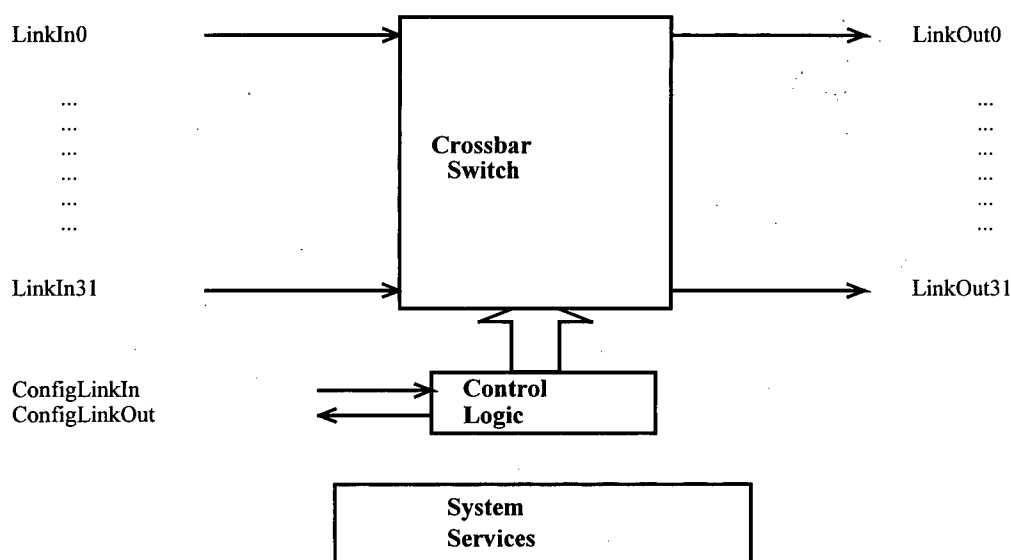 LinkIn0
LinkOut0
... ...
... ...
... ...
... ...
... ...
... ...
Crossbar
Switch
LinkIn31
LinkOut31
ConfigLinkIn
ConfigLinkOut
Control
Logic
System
Services